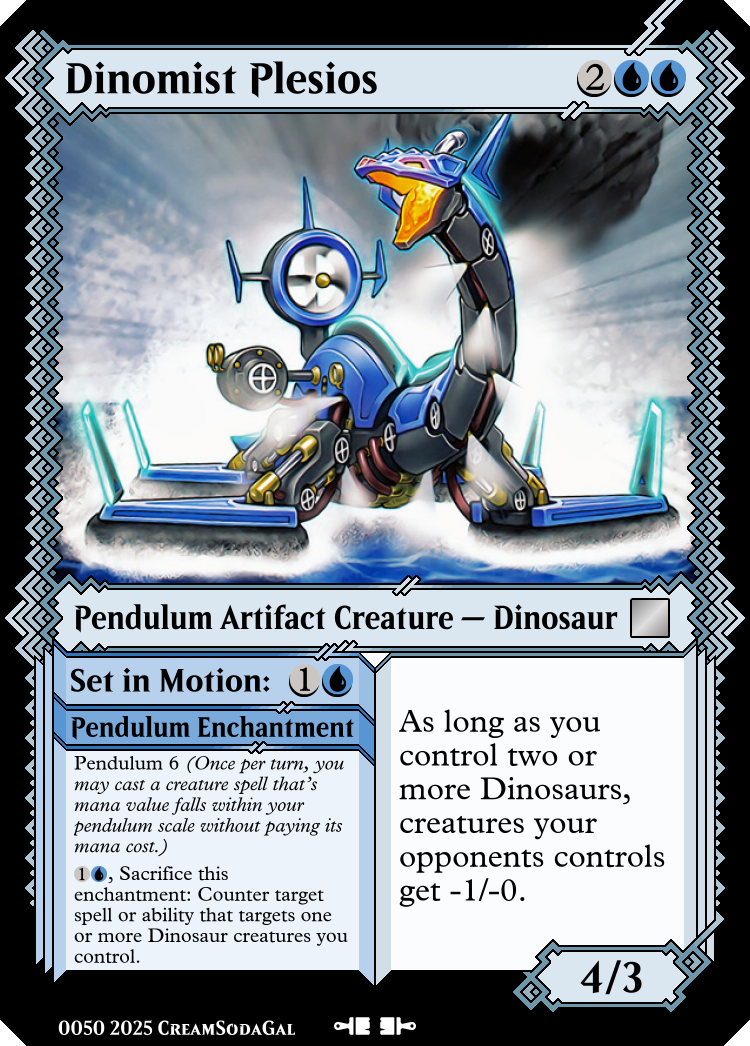 Dinomist Plesios 2
Pendulum Artifact Creature — Dinosaur
Set in Motion: 1
Pendulum Enchantment
Pendulum 6 (Once per turn, you
may cast a creature spell that's
mana value falls within your
pendulum scale without paying its
mana cost.)
1, Sacrifice this
enchantment: Counter target
spell or ability that targets one
or more Dinosaur creatures you
control.
As long as you
control two or
more Dinosaurs,
creatures your
opponents controls
get -1/-0.
4/3
0050 2025 CreamSodaGal